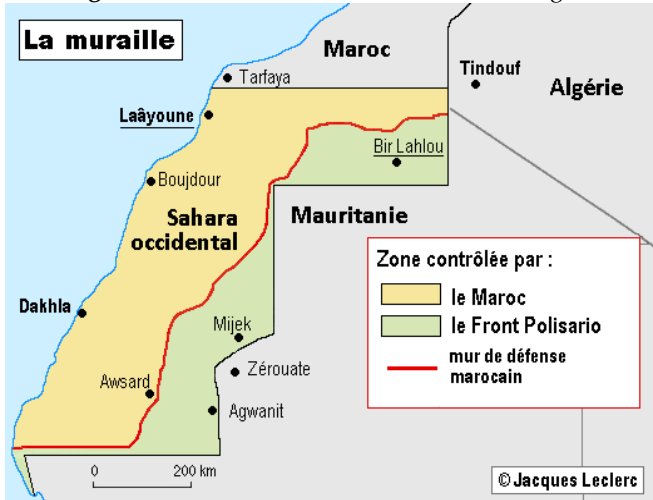 La muraille
Maroc
Tarfaya
Tindouf
Algérie
Laâyoune
Bir Lahlou
Boujdour
Sahara
occidental
Mauritanie
Zone contrôlée par :
le Maroc
le Front Polisario
mur de défense
marocain
Dakhla
Mijek
Zérouate
Awsard
Agwanit
0 200 km
©Jacques Leclerc